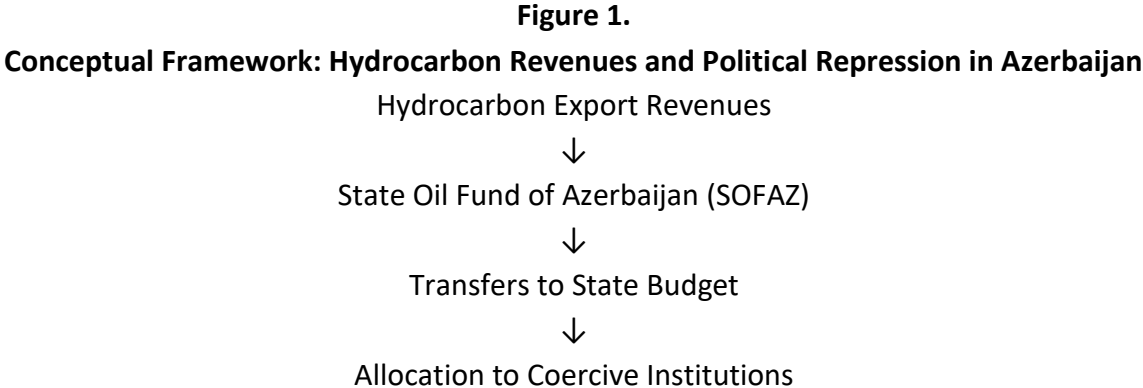 Figure 1.
Conceptual Framework: Hydrocarbon Revenues and Political Repression in Azerbaijan
Hydrocarbon Export Revenues
↓
State Oil Fund of Azerbaijan (SOFAZ)
↓
Transfers to State Budget
↓
Allocation to Coercive Institutions